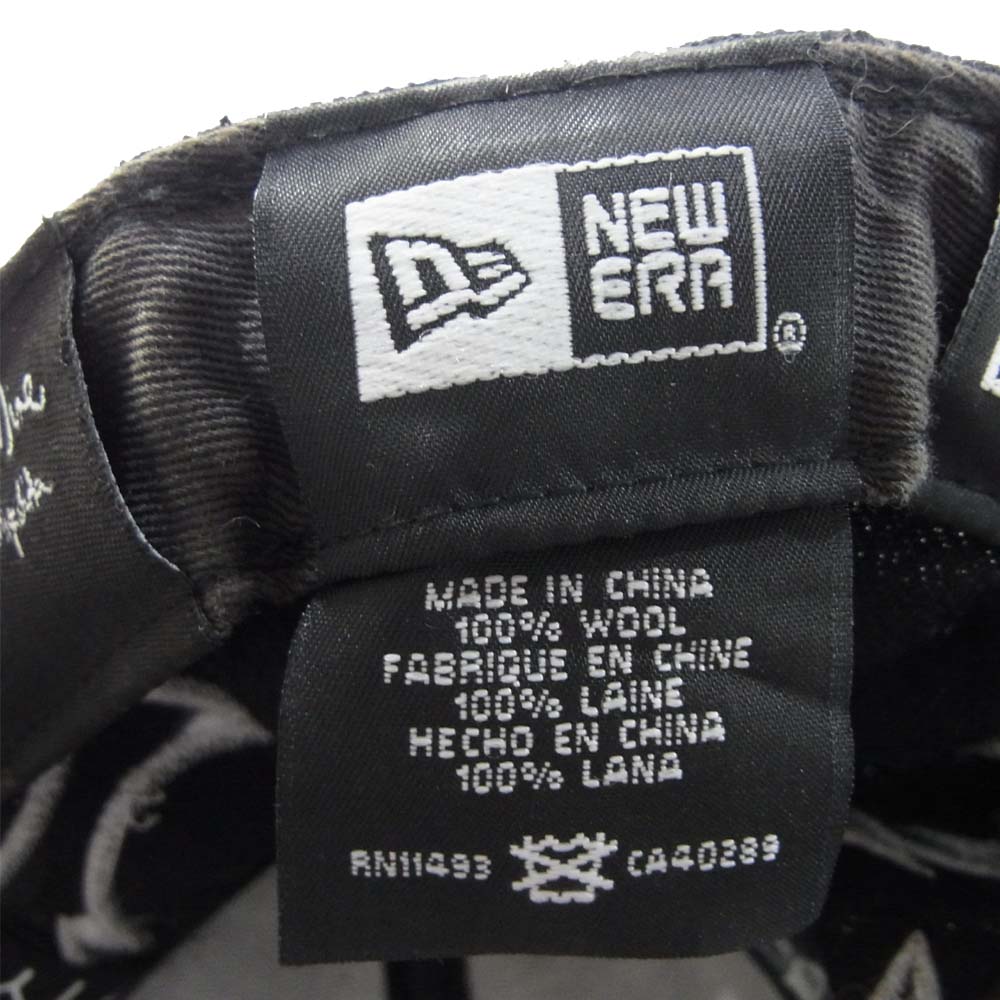 NEW
ERA
®
MADE IN CHINA
100% WOOL
FABRIQUE EN CHINE
100% LAINE
HECHO EN CHINA
100% LANA
RN11493 CA40289